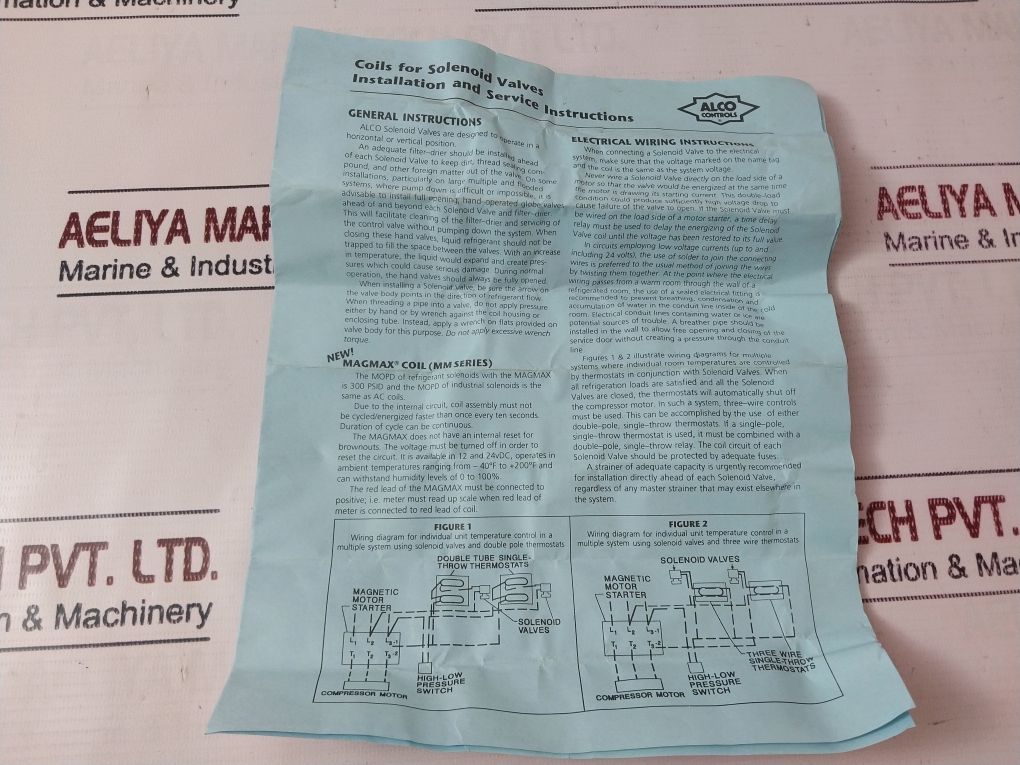 mation & Machinery
AELIYA MAR
Marine & Indust
PVT. LTD.
n & Machinery
AELIYA M
Marine & In
ECH PVT.
mation & Ma
Coils for Solenoid Valves
Installation and Service Instructions
ALCO
CONTROLS
GENERAL INSTRUCTIONS
ALCO Solenoid Valves are designed to operate in a
horizontal or vertical position.
An adequate filter-drier should be installed ahead
of each Solenoid Valve to keep dirt, thread sealing com-
pound, and other foreign matter out of the valve. On some
installations, particularly on large multiple and flooded
systems, where pump down is difficult or impossible, it is
advisable to install full opening, hand-operated globe valves
ahead of and beyond each Solenoid Valve and filter-drier.
This will facilitate cleaning of the filter-drier and servicing of
the control valve without pumping down the system. When
closing these hand valves, liquid refrigerant should not be
trapped to fill the space between the valves. With an increase
in temperature, the liquid would expand and create pres-
sures which could cause serious damage. During normal
operation, the hand valves should always be fully opened.
When installing a Solenoid Valve, be sure the arrow on
the valve body points in the direction of refrigerant flow.
When threading a pipe into a valve, do not apply pressure
either by hand or by wrench against the coil housing or
enclosing tube. Instead, apply a wrench on flats provided on
valve body for this purpose. Do not apply excessive wrench
torque.
NEW!
MAGMAX® COIL (MM SERIES)
The MOPD of refrigerant solenoids with the MAGMAX
is 300 PSID and the MOPD of industrial solenoids is the
same as AC coils.
Due to the internal circuit, coil assembly must not
be cycled/energized faster than once every ten seconds.
Duration of cycle can be continuous.
The MAGMAX does not have an internal reset for
brownouts. The voltage must be turned off in order to
reset the circuit. It is available in 12 and 24vDC, operates in
ambient temperatures ranging from – 40°F to +200°F and
can withstand humidity levels of 0 to 100%.
The red lead of the MAGMAX must be connected to
positive; i.e. meter must read up scale when red lead of
meter is connected to red lead of coil.
ELECTRICAL WIRING INSTRUCTIONS
When connecting a Solenoid Valve to the electrical
system, make sure that the voltage marked on the name tag
and the coil is the same as the system voltage.
Never wire a Solenoid Valve directly on the load side of a
motor so that the valve would be energized at the same time
the motor is drawing its starting current. This double-load
condition could produce sufficiently high voltage drop to
cause failure of the valve to open. If the Solenoid Valve must
be wired on the load side of a motor starter, a time delay
relay must be used to delay the energizing of the Solenoid
Valve coil until the voltage has been restored to its full value.
In circuits employing low voltage currents (up to and
including 24 volts), the use of solder to join the connecting
wires is preferred to the usual method of joining the wires
by twisting them together. At the point where the electrical
wiring passes from a warm room through the wall of a
refrigerated room, the use of a sealed electrical fitting is
recommended to prevent breathing, condensation and
accumulation of water in the conduit line inside of the cold
room. Electrical conduit lines containing water or ice are
potential sources of trouble. A breather pipe should be
installed in the wall to allow free opening and closing of the
service door without creating a pressure through the conduit
line.
Figures 1 & 2 illustrate wiring diagrams for multiple
systems where individual room temperatures are controlled
by thermostats in conjunction with Solenoid Valves. When
all refrigeration loads are satisfied and all the Solenoid
Valves are closed, the thermostats will automatically shut off
the compressor motor. In such a system, three-wire controls
must be used. This can be accomplished by the use of either
double-pole, single-throw thermostats. If a single-pole,
single-throw thermostat is used, it must be combined with a
double-pole, single-throw relay. The coil circuit of each
Solenoid Valve should be protected by adequate fuses.
A strainer of adequate capacity is urgently recommended
for installation directly ahead of each Solenoid Valve,
regardless of any master strainer that may exist elsewhere in
the system.
FIGURE 1
Wiring diagram for individual unit temperature control in a
multiple system using solenoid valves and double pole thermostats
DOUBLE TUBE SINGLE-
THROW THERMOSTATS
MAGNETIC
MOTOR
STARTER
L1 L2 L3-1
T1 T2 T3-2
SOLENOID
VALVES
HIGH-LOW
PRESSURE
SWITCH
COMPRESSOR MOTOR
FIGURE 2
Wiring diagram for individual unit temperature control in a
multiple system using solenoid valves and three wire thermostats
SOLENOID VALVES
MAGNETIC
MOTOR
STARTER
L1 L2 L3-1
T1 T2 T3-2
THREE WIRE
SINGLE-THROW
THERMOSTATS
HIGH-LOW
PRESSURE
SWITCH
COMPRESSOR MOTOR